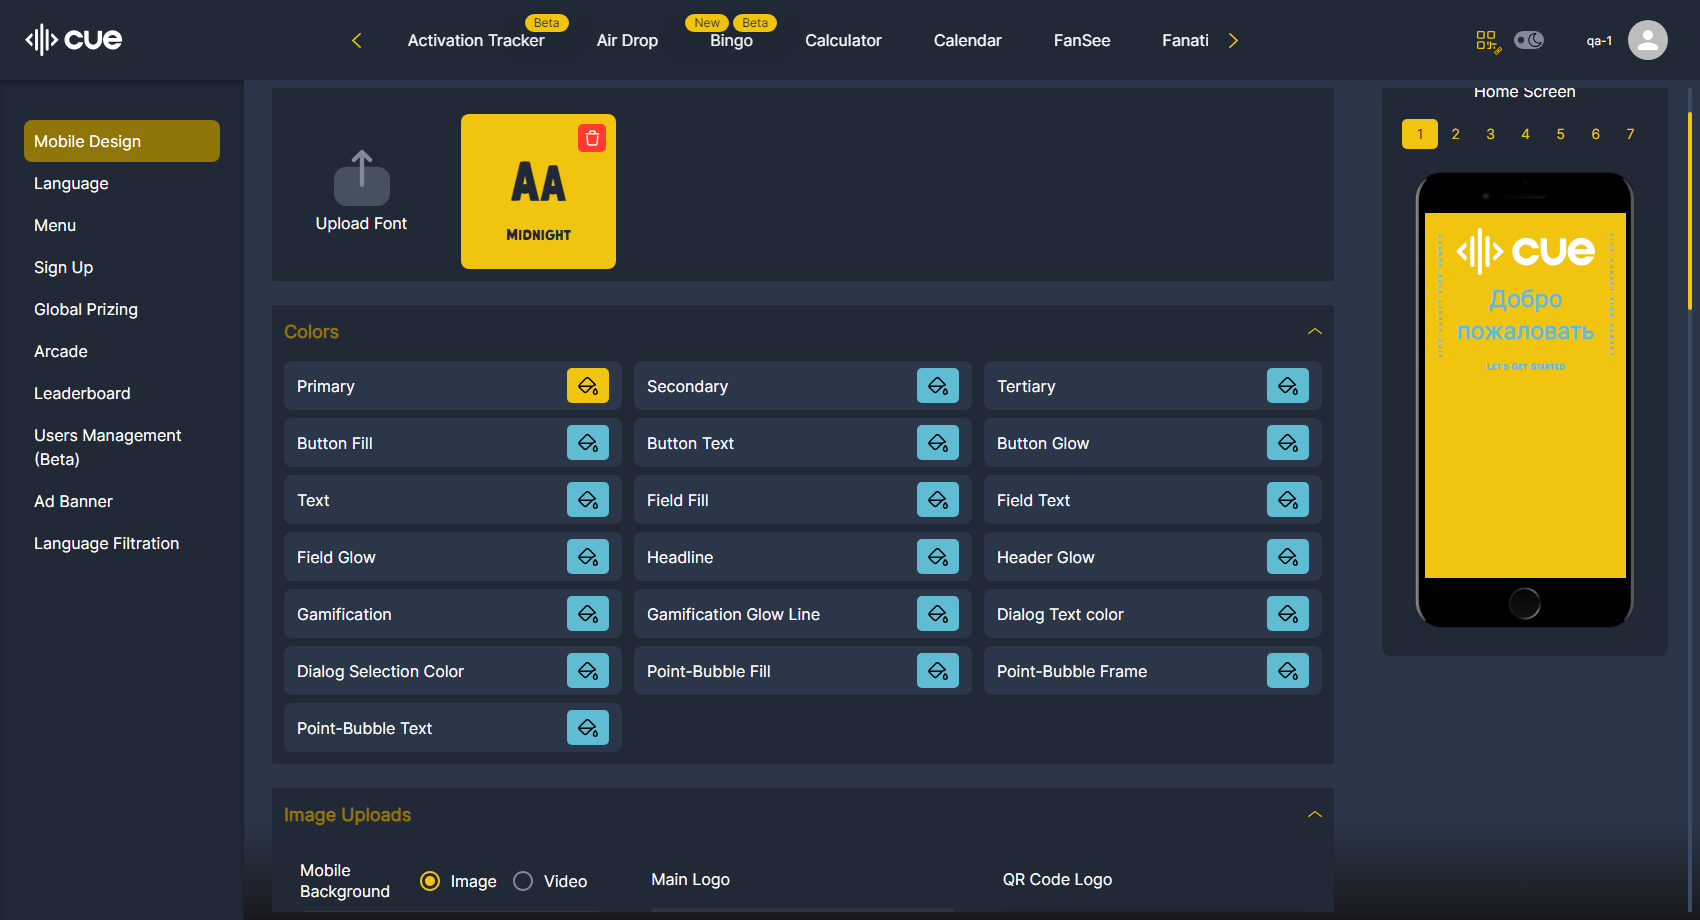 cue
Activation Tracker
Beta
Air Drop
New
Beta
Bingo
Calculator
Calendar
FanSee
Fanati
qa-1
Mobile Design
Language
Menu
Sign Up
Global Prizing
Arcade
Leaderboard
Users Management
(Beta)
Ad Banner
Language Filtration
Upload Font
AA
MIDNIGHT
Colors
Primary
Secondary
Tertiary
Button Fill
Button Text
Button Glow
Text
Field Fill
Field Text
Field Glow
Headline
Header Glow
Gamification
Gamification Glow Line
Dialog Text color
Dialog Selection Color
Point-Bubble Fill
Point-Bubble Frame
Point-Bubble Text
Image Uploads
Mobile
Background
Image
Video
Main Logo
QR Code Logo
Home Screen
1 2 3 4 5 6 7
cue
Добро
пожаловать
LET'S GET STARTED